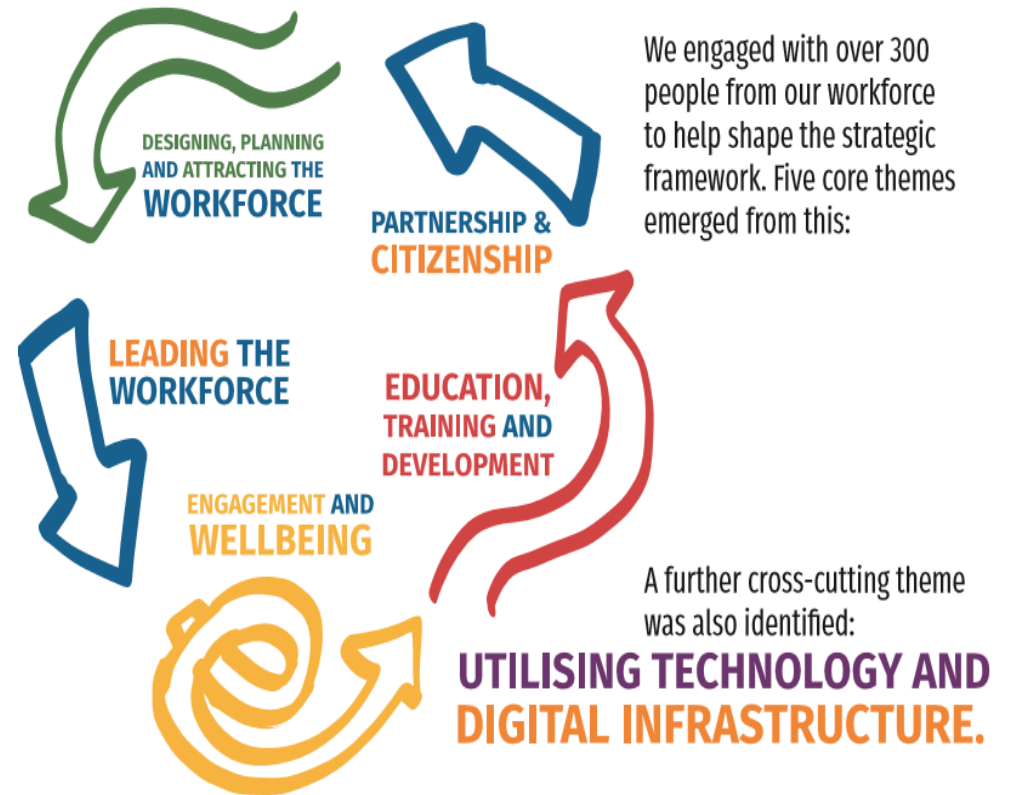 We engaged with over 300
people from our workforce
to help shape the strategic
framework. Five core themes
emerged from this:
DESIGNING, PLANNING
AND ATTRACTING THE
WORKFORCE
PARTNERSHIP &
CITIZENSHIP
LEADING THE
WORKFORCE
EDUCATION,
TRAINING AND
DEVELOPMENT
ENGAGEMENT AND
WELLBEING
A further cross-cutting theme
was also identified:
UTILISING TECHNOLOGY AND
DIGITAL INFRASTRUCTURE.